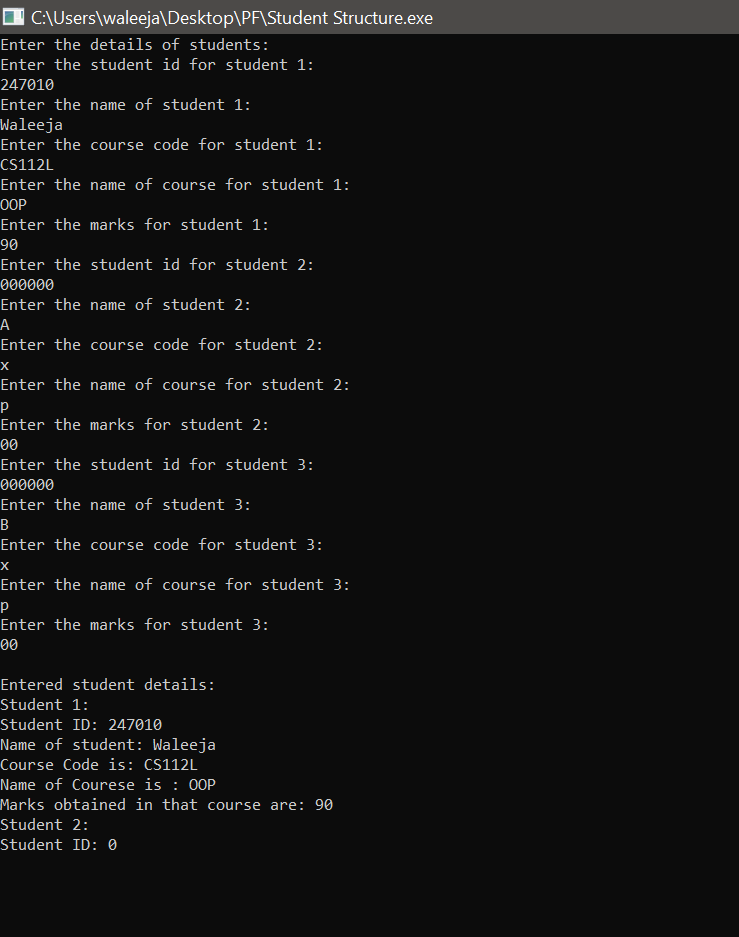 C:\Users\waleeja\Desktop\PF\Student Structure.exe
Enter the details of students:
Enter the student id for student 1:
247010
Enter the name of student 1:
Waleeja
Enter the course code for student 1:
CS112L
Enter the name of course for student 1:
OOP
Enter the marks for student 1:
90
Enter the student id for student 2:
000000
Enter the name of student 2:
A
Enter the course code for student 2:
x
Enter the name of course for student 2:
p
Enter the marks for student 2:
00
Enter the student id for student 3:
000000
Enter the name of student 3:
B
Enter the course code for student 3:
x
Enter the name of course for student 3:
p
Enter the marks for student 3:
00
Entered student details:
Student 1:
Student ID: 247010
Name of student: Waleeja
Course Code is: CS112L
Name of Courese is : OOP
Marks obtained in that course are: 90
Student 2:
Student ID: 0